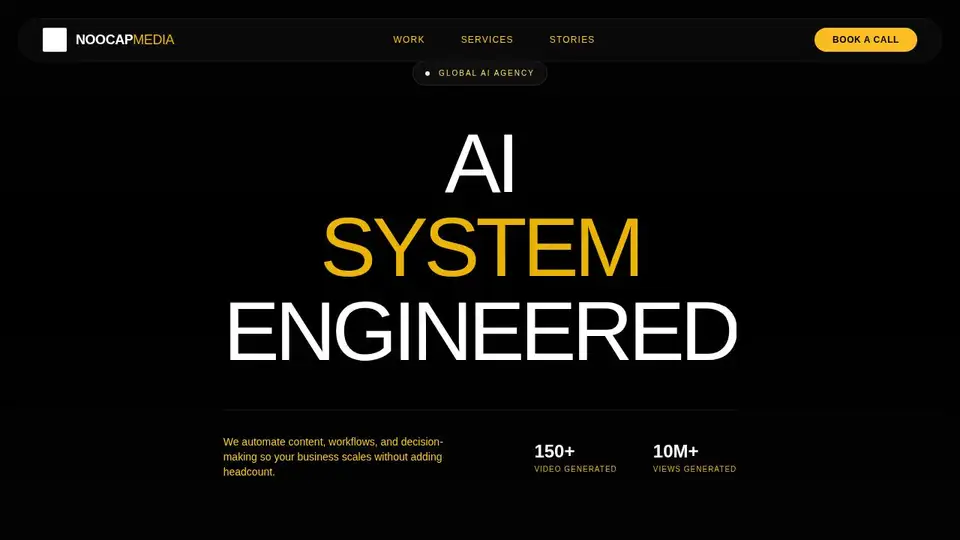 NOOCAPMEDIA
WORK
SERVICES
STORIES
BOOK A CALL
GLOBAL AI AGENCY
AI
SYSTEM
ENGINEERED
We automate content, workflows, and decision-
making so your business scales without adding
headcount.
150+
VIDEO GENERATED
10M+
VIEWS GENERATED